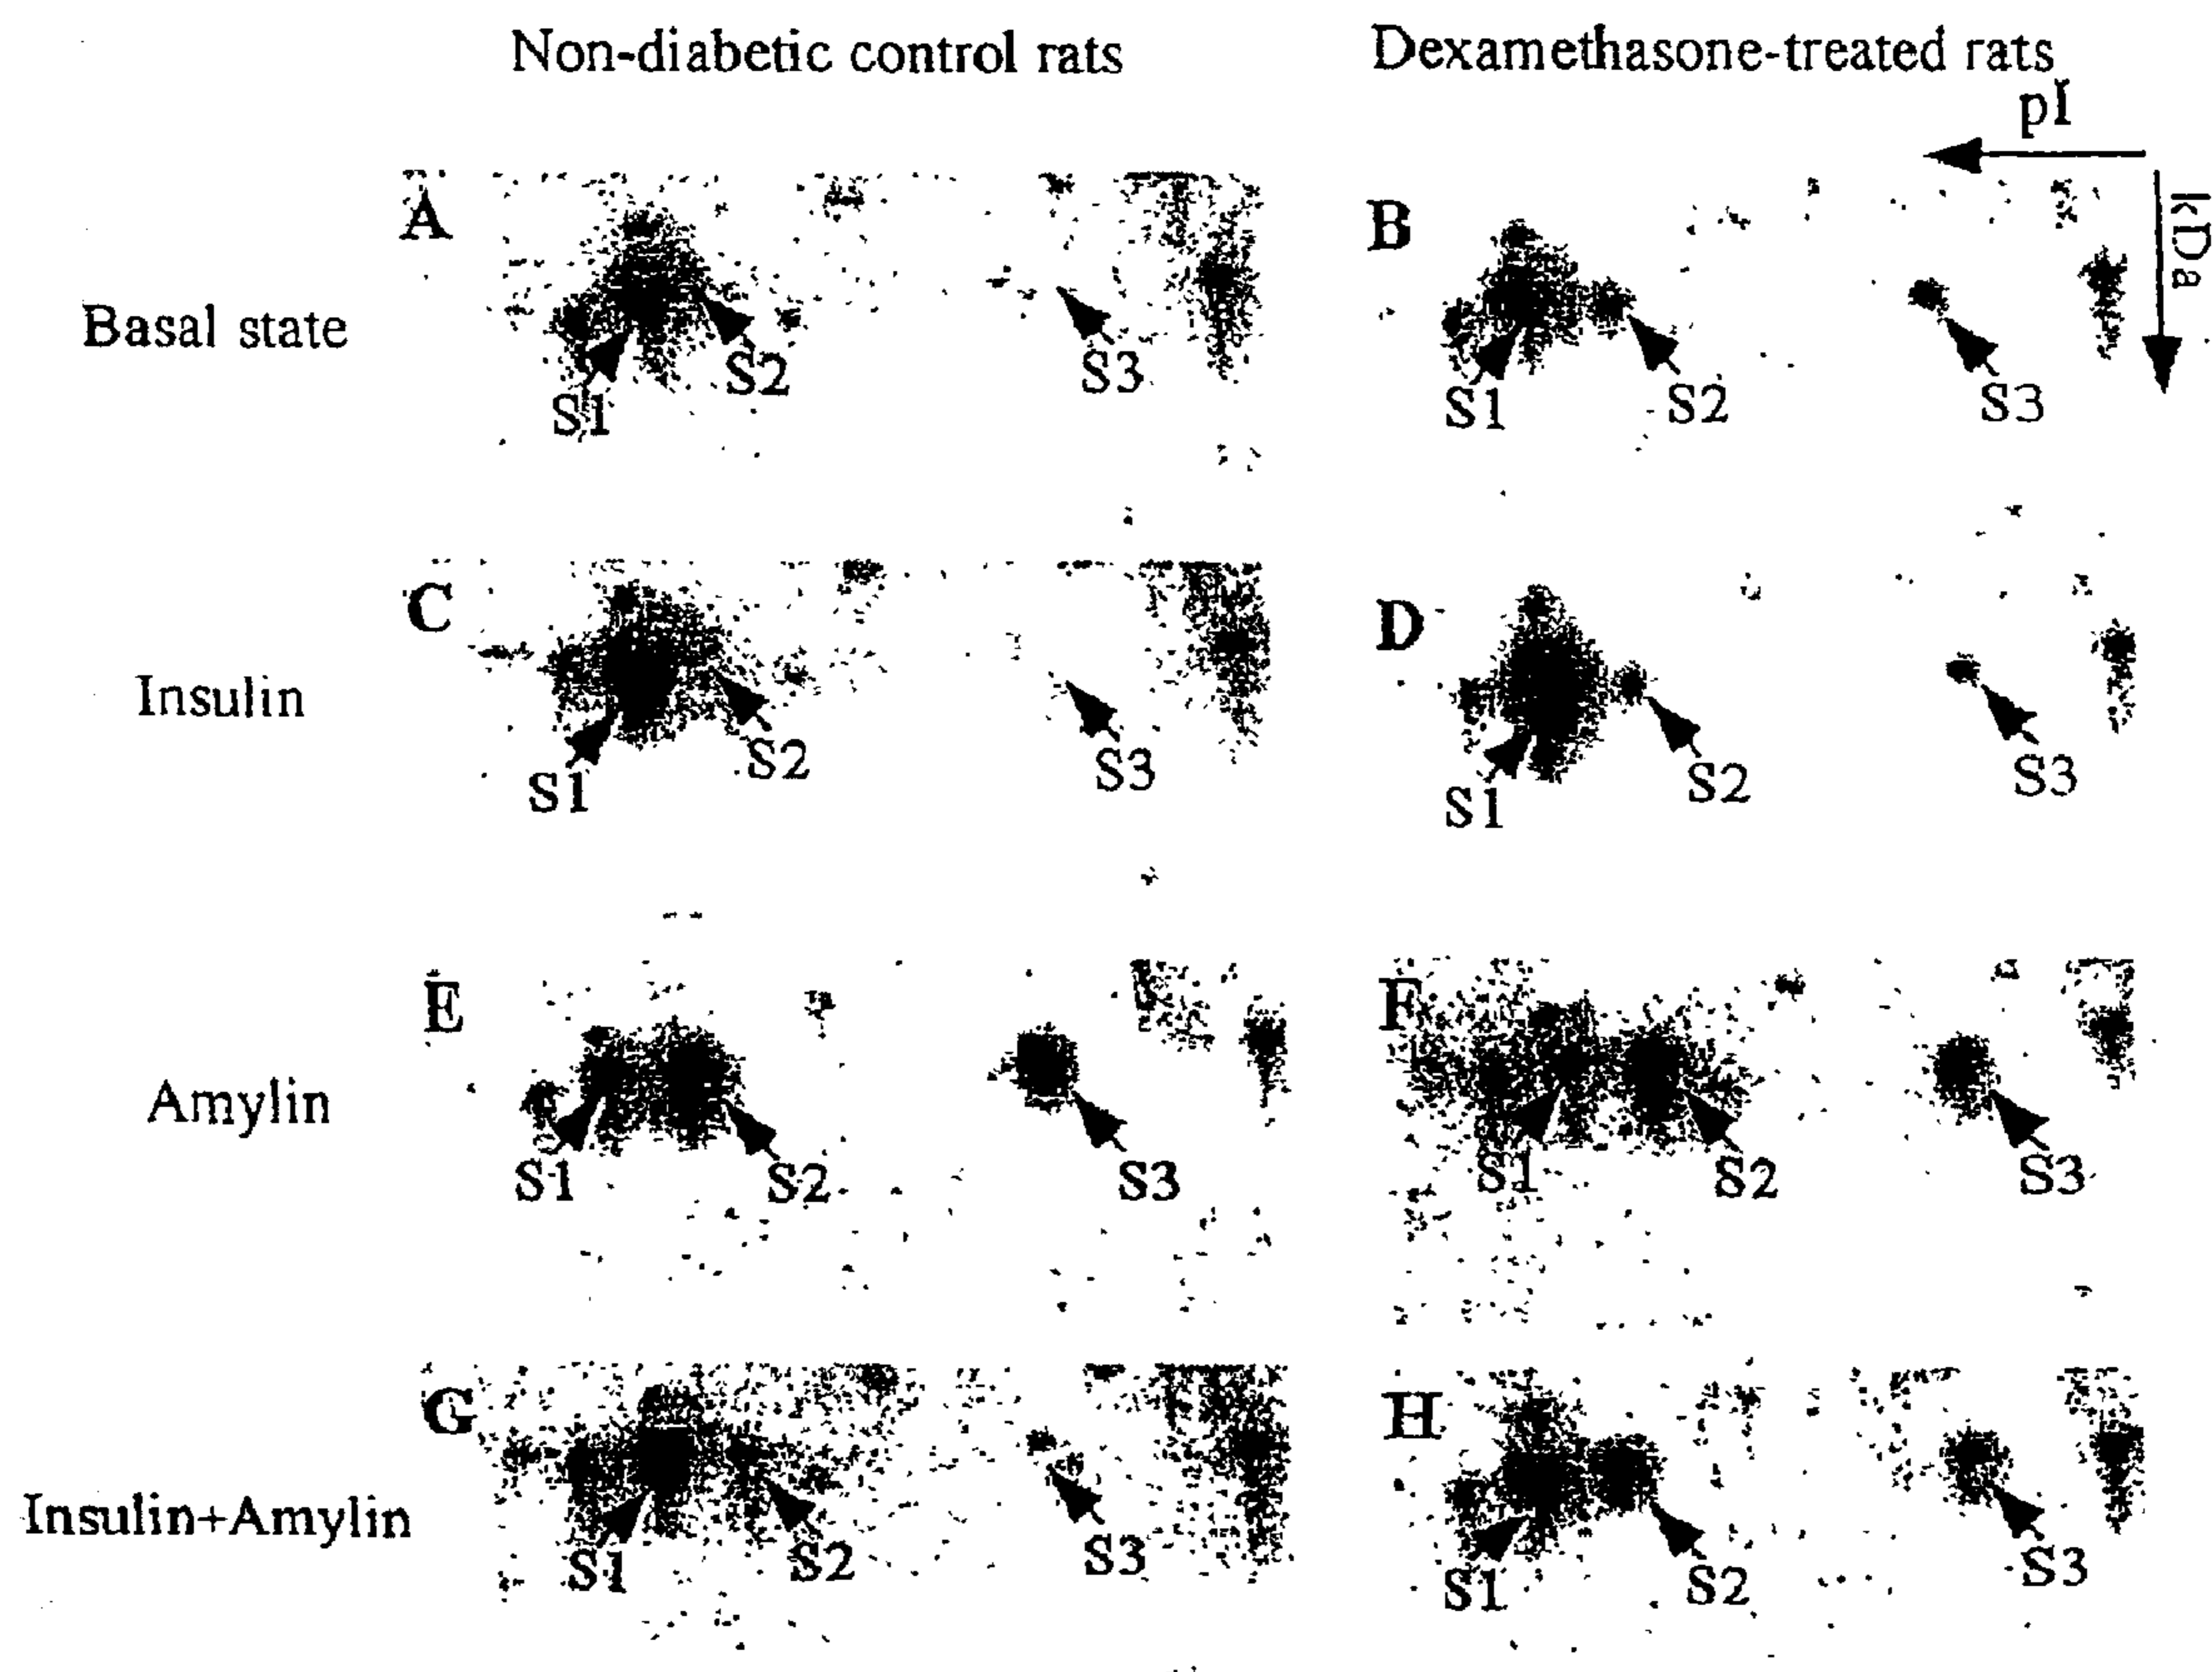 Non-diabetic control rats
Dexamethasone-treated rats
pI
kDa
A
B
Basal state
S1
S2
S3
S1
S2
S3
C
D
Insulin
S1
S2
S3
S1
S2
S3
E
F
Amylin
S1
S2
S3
S1
S2
S3
G
H
Insulin+Amylin
S1
S2
S3
S1
S2
S3